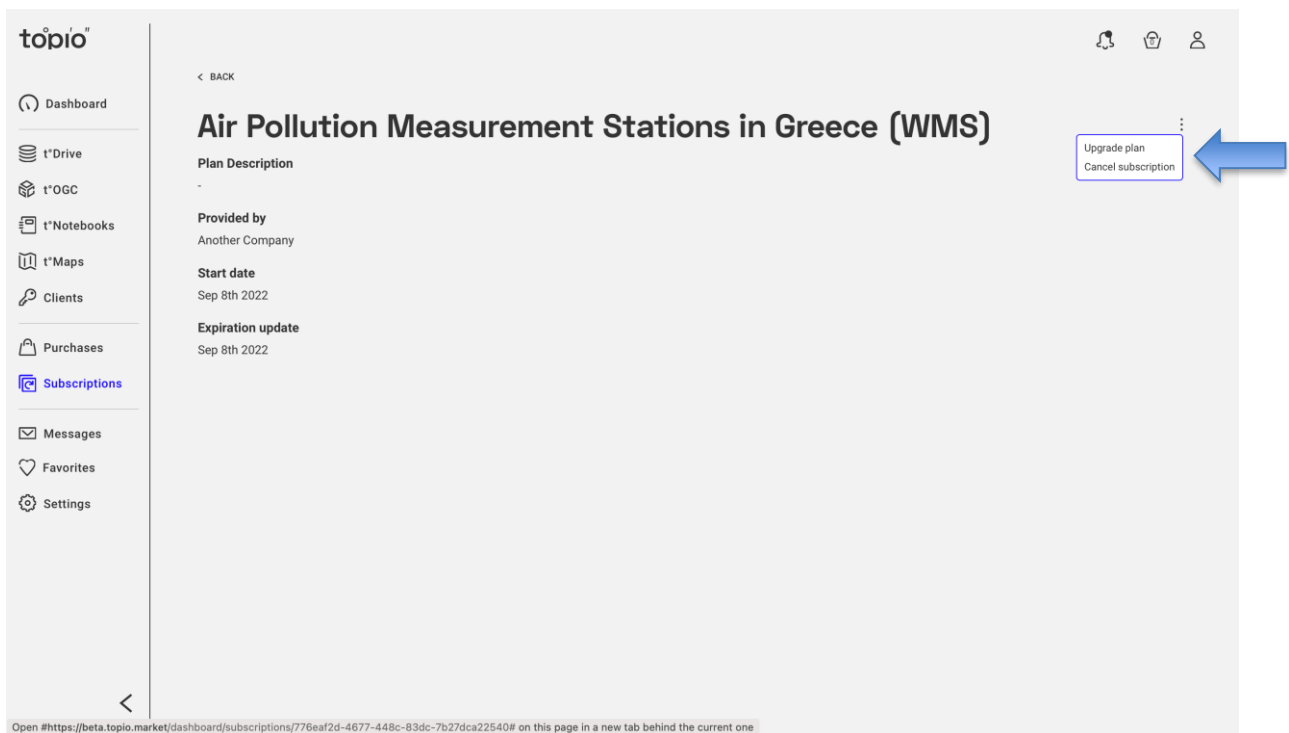 topio"
< BACK
Dashboard
Air Pollution Measurement Stations in Greece (WMS)
Upgrade plan
Cancel subscription
t°Drive
Plan Description
-
t°OGC
Provided by
t°Notebooks
Another Company
t°Maps
Start date
Clients
Sep 8th 2022
Expiration update
Purchases
Sep 8th 2022
Subscriptions
Messages
Favorites
Settings
<
Open #https://beta.topio.market/dashboard/subscriptions/776eaf2d-4677-448c-83dc-7b27dca22540# on this page in a new tab behind the current one